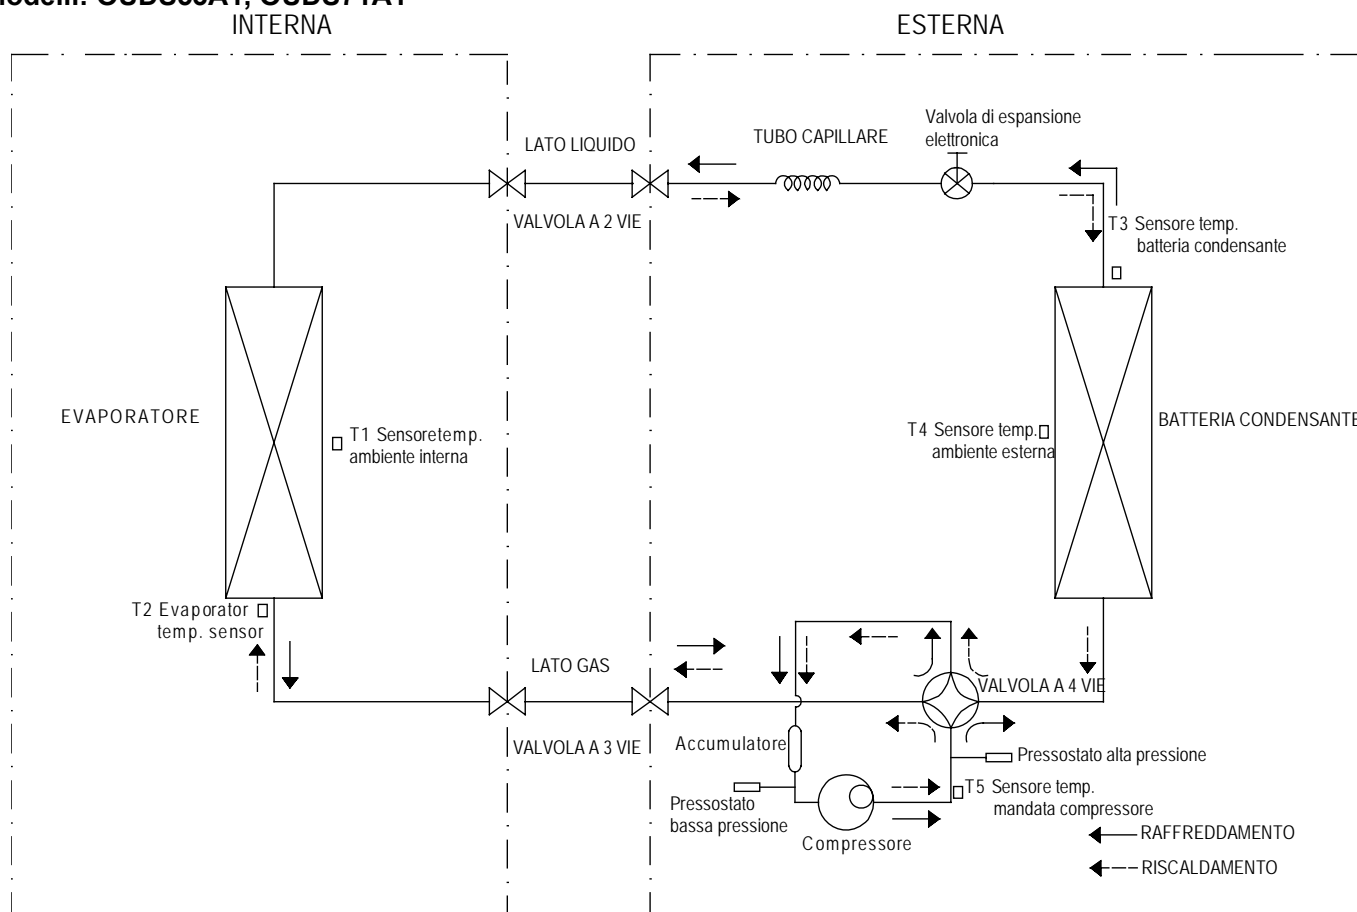 INTERNA
ESTERNA
Valvola di espansione
elettronica
TUBO CAPILLARE
LATO LIQUIDO
VALVOLA A 2 VIE
T3 Sensore temp.
batteria condensante
EVAPORATORE
T1 Sensoretemp.
ambiente interna
T4 Sensore temp.
ambiente esterna
BATTERIA CONDENSANTE
T2 Evaporator
temp. sensor
LATO GAS
VALVOLA A 4 VIE
VALVOLA A 3 VIE
Accumulatore
Pressostato alta pressione
Pressostato
bassa pressione
T5 Sensore temp.
mandata compressore
Compressore
RAFFREDDAMENTO
RISCALDAMENTO